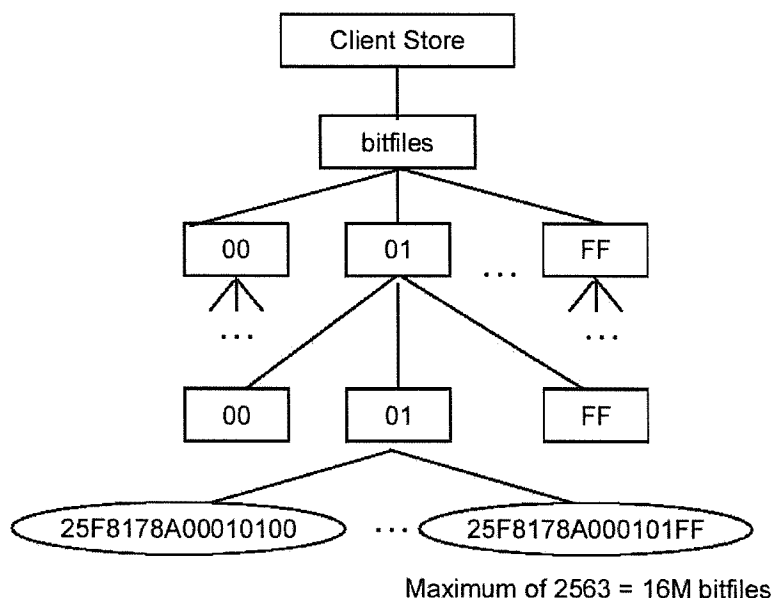 Client Store
bitfiles
00 01 ... FF
... ...
00 01 FF
25F8178A00010100 ... 25F8178A000101FF
Maximum of 2563 = 16M bitfiles